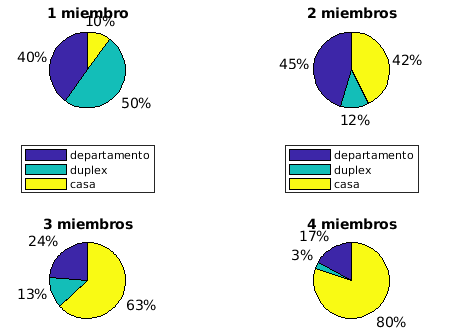 1 miembro
10%
40%
50%
2 miembros
45%
42%
12%
departamento
duplex
casa
departamento
duplex
casa
3 miembros
24%
13%
63%
4 miembros
17%
3%
80%